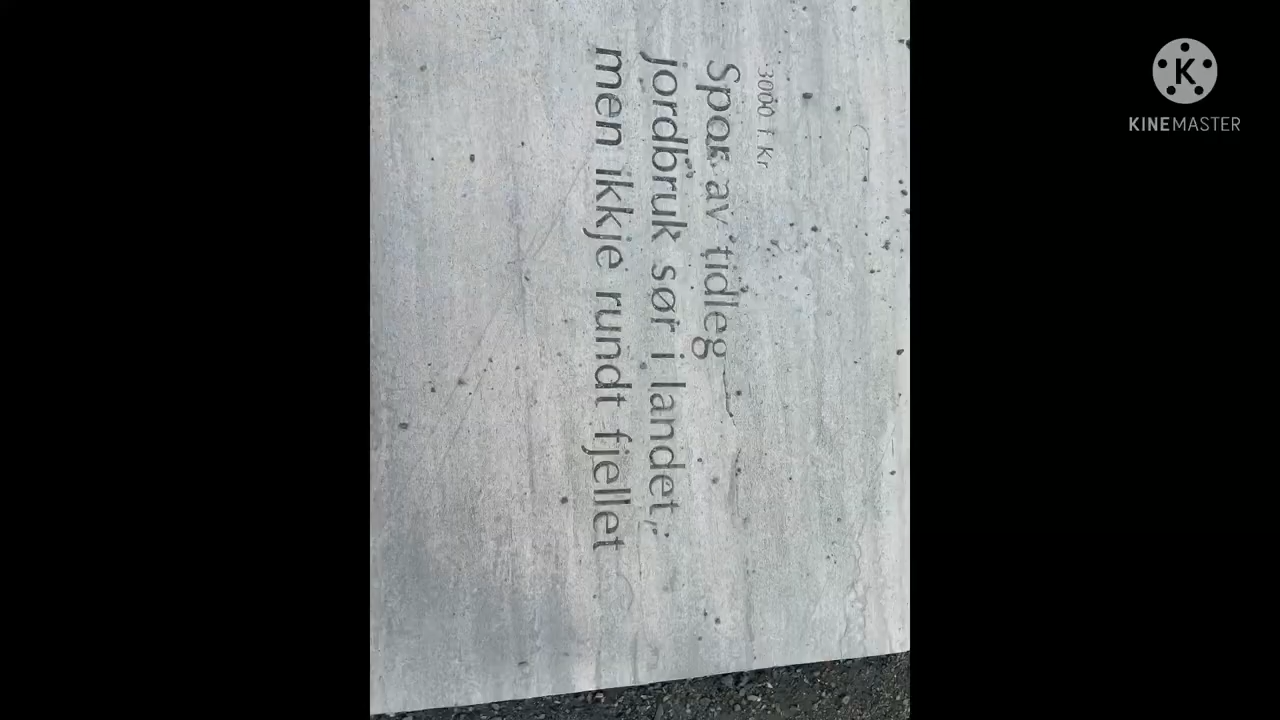 3000 f. Kr
Spor av tidleg
jordbruk sør i landet,
men ikkje rundt fjellet
KINEMASTER